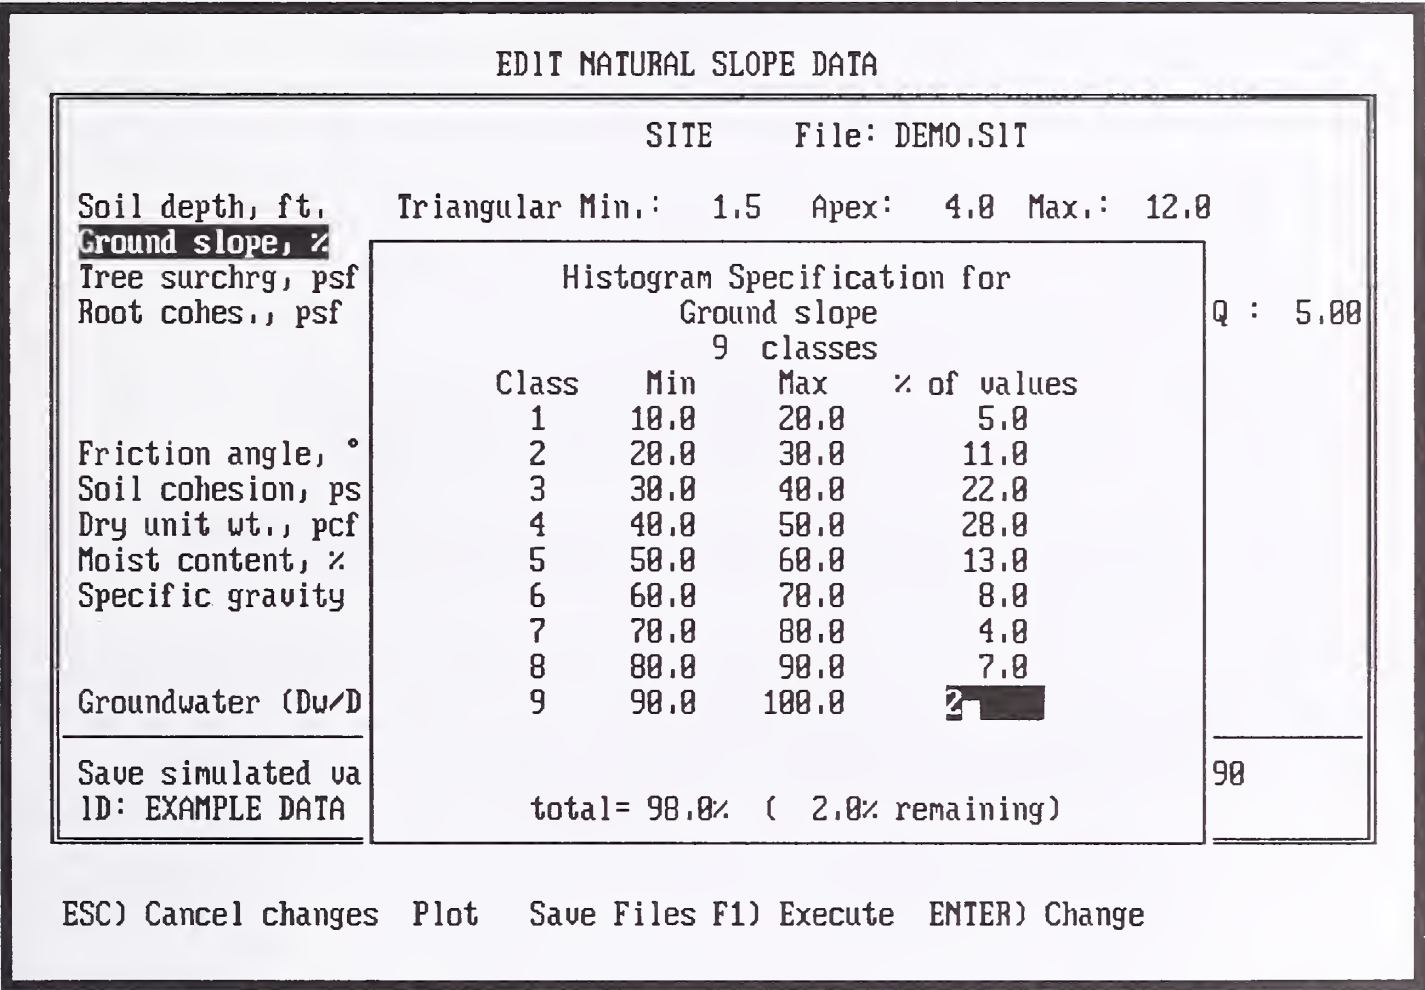 EDIT NATURAL SLOPE DATA
SITE File: DEMO.SIT
Soil depth, ft. Triangular Min.: 1.5 Apex: 4.0 Max.: 12.0
Ground slope, %
Tree surchrg, psf Histogram Specification for
Root cohes., psf Ground slope Q : 5.00
9 classes
Class Min Max % of values
1 10.0 20.0 5.0
Friction angle, ° 2 20.0 30.0 11.0
Soil cohesion, ps 3 30.0 40.0 22.0
Dry unit wt., pcf 4 40.0 50.0 28.0
Moist content, % 5 50.0 60.0 13.0
Specific gravity 6 60.0 70.0 8.0
7 70.0 80.0 4.0
8 80.0 90.0 7.0
Groundwater (Dw/D 9 90.0 100.0 2
Save simulated va 90
ID: EXAMPLE DATA total= 98.0% ( 2.0% remaining)
ESC) Cancel changes Plot Save Files F1) Execute ENTER) Change